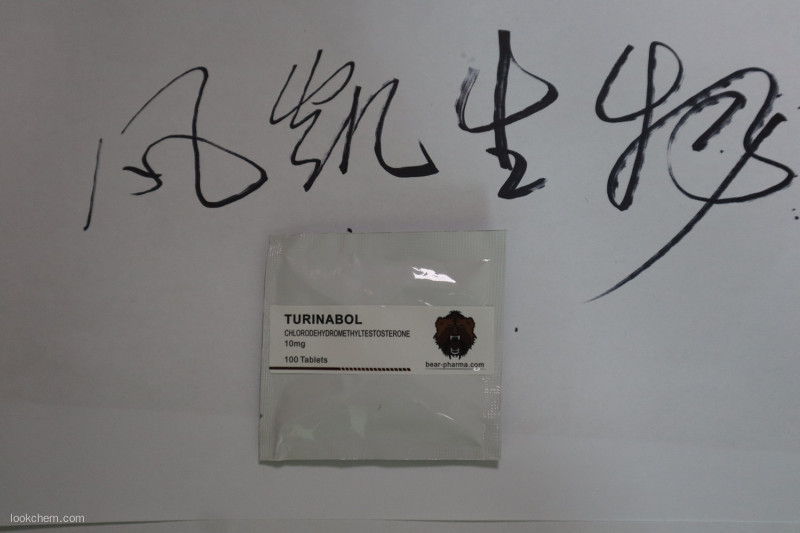 风凯生物
TURINABOL
CHLORODEHYDROMETHYLTESTOSTERONE
10mg
100 Tablets
bear-pharma.com
lookchem.com